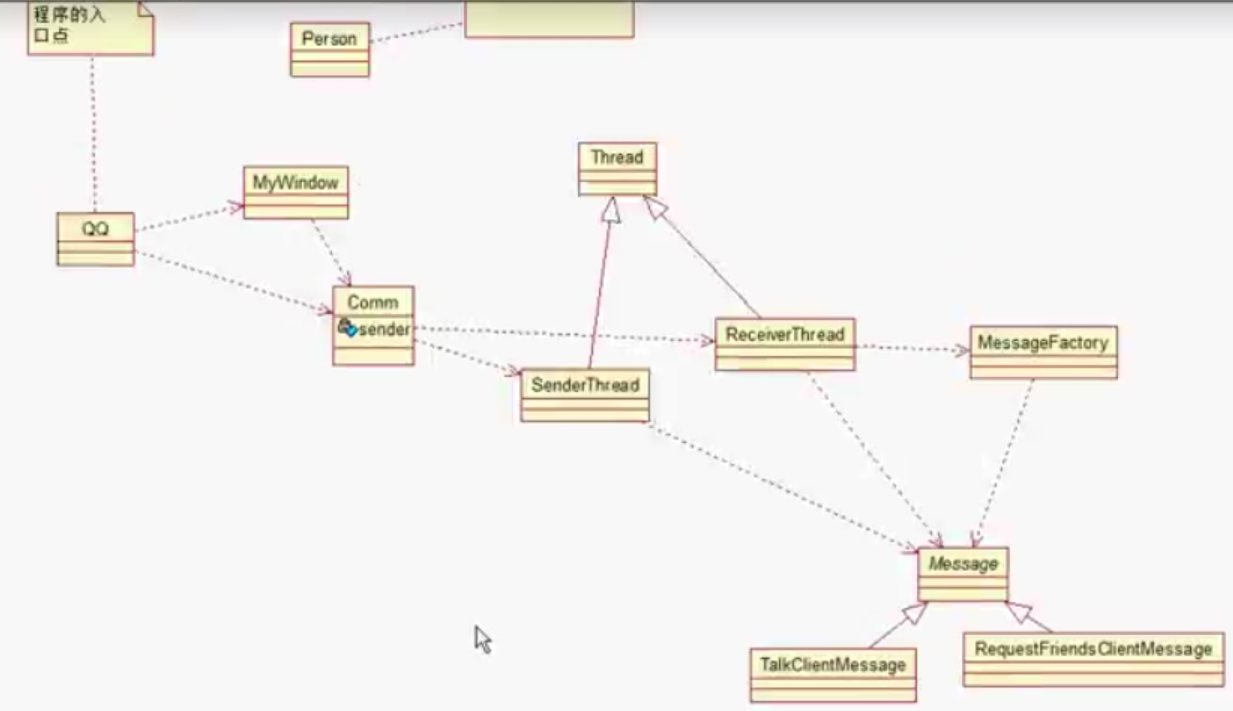 程序的入
口点
Person
Thread
MyWindow
QQ
Comm
sender
ReceiverThread
MessageFactory
SenderThread
Message
TalkClientMessage
RequestFriendsClientMessage